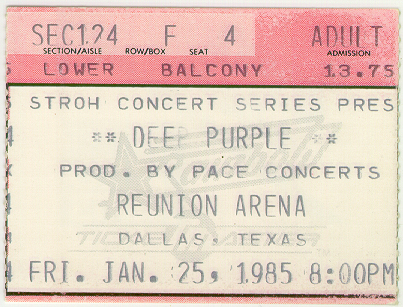 SEC124 F 4 ADULT
SECTION/AISLE ROW/BOX SEAT ADMISSION
LOWER BALCONY 13.75
STROH CONCERT SERIES PRES
** DEEP PURPLE **
PROD. BY PACE CONCERTS
REUNION ARENA
DALLAS, TEXAS
FRI. JAN. 25, 1985 8:00PM